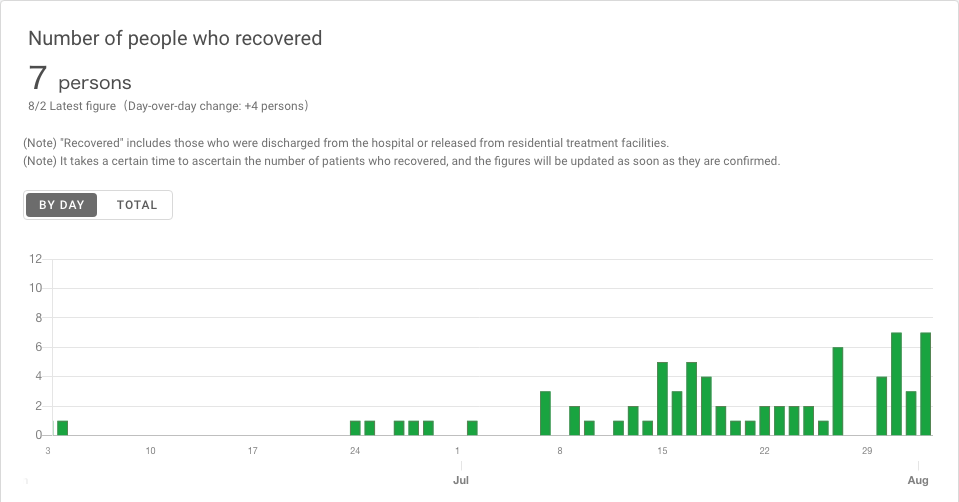 Number of people who recovered
7 persons
8/2 Latest figure（Day-over-day change: +4 persons）
(Note) "Recovered" includes those who were discharged from the hospital or released from residential treatment facilities.
(Note) It takes a certain time to ascertain the number of patients who recovered, and the figures will be updated as soon as they are confirmed.
BY DAY TOTAL
12
10
8
6
4
2
0
3 10 17 24 1 8 15 22 29
Jul Aug